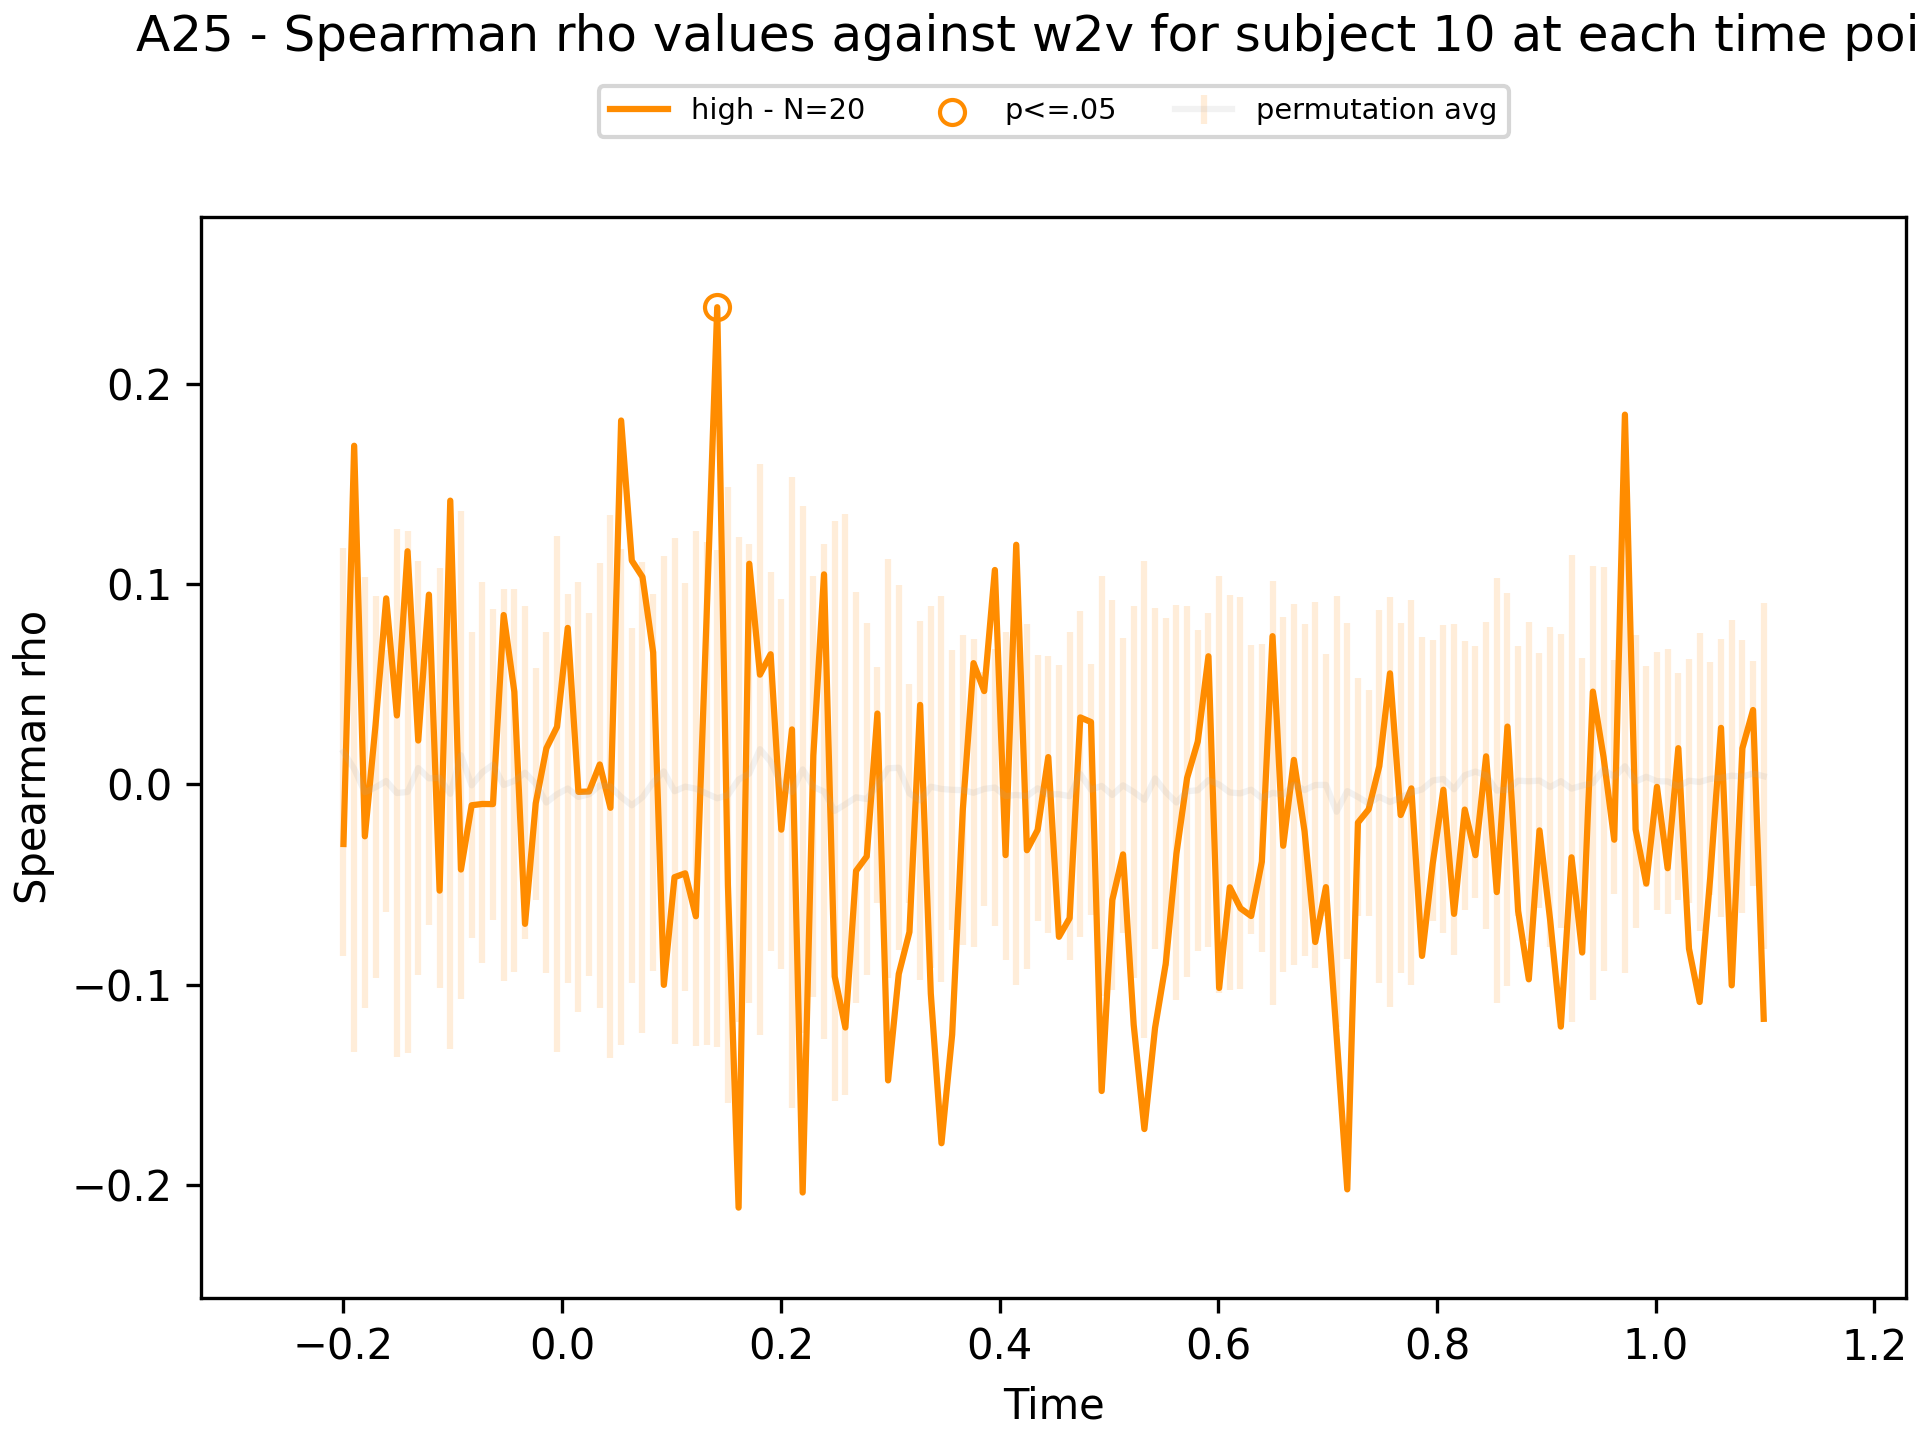 A25 - Spearman rho values against w2v for subject 10 at each time poi
high - N=20 p<=.05 permutation avg
Spearman rho
0.2
0.1
0.0
−0.1
−0.2
−0.2 0.0 0.2 0.4 0.6 0.8 1.0 1.2
Time